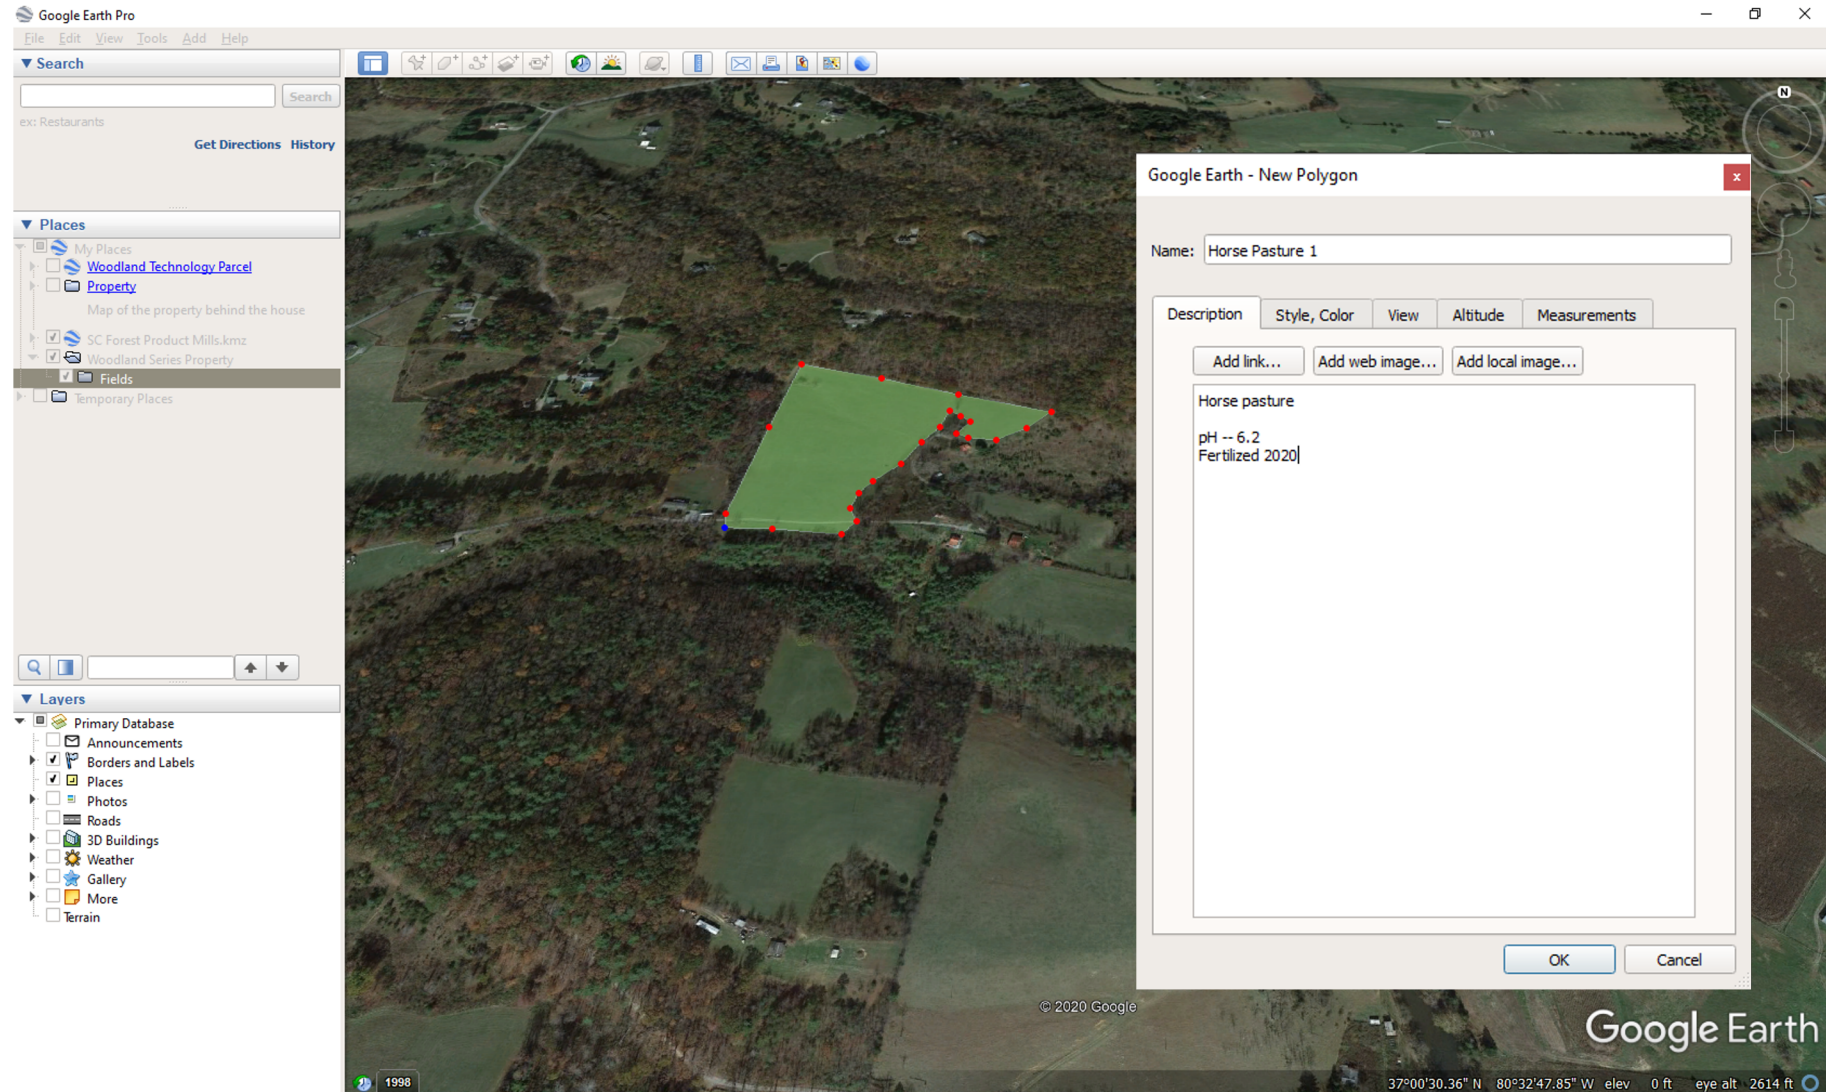 Google Earth Pro
File Edit View Tools Add Help
Search
Search
ex: Restaurants
Get Directions History
Places
My Places
Woodland Technology Parcel
Property
Map of the property behind the house
SC Forest Product Mills.kmz
Woodland Series Property
Fields
Temporary Places
Layers
Primary Database
Announcements
Borders and Labels
Places
Photos
Roads
3D Buildings
Weather
Gallery
More
Terrain
N
Google Earth - New Polygon
x
Name: Horse Pasture 1
Description Style, Color View Altitude Measurements
Add link... Add web image... Add local image...
Horse pasture
pH -- 6.2
Fertilized 2020
OK Cancel
© 2020 Google
Google Earth
1998
37°00'30.36" N 80°32'47.85" W elev 0 ft eye alt 2614 ft